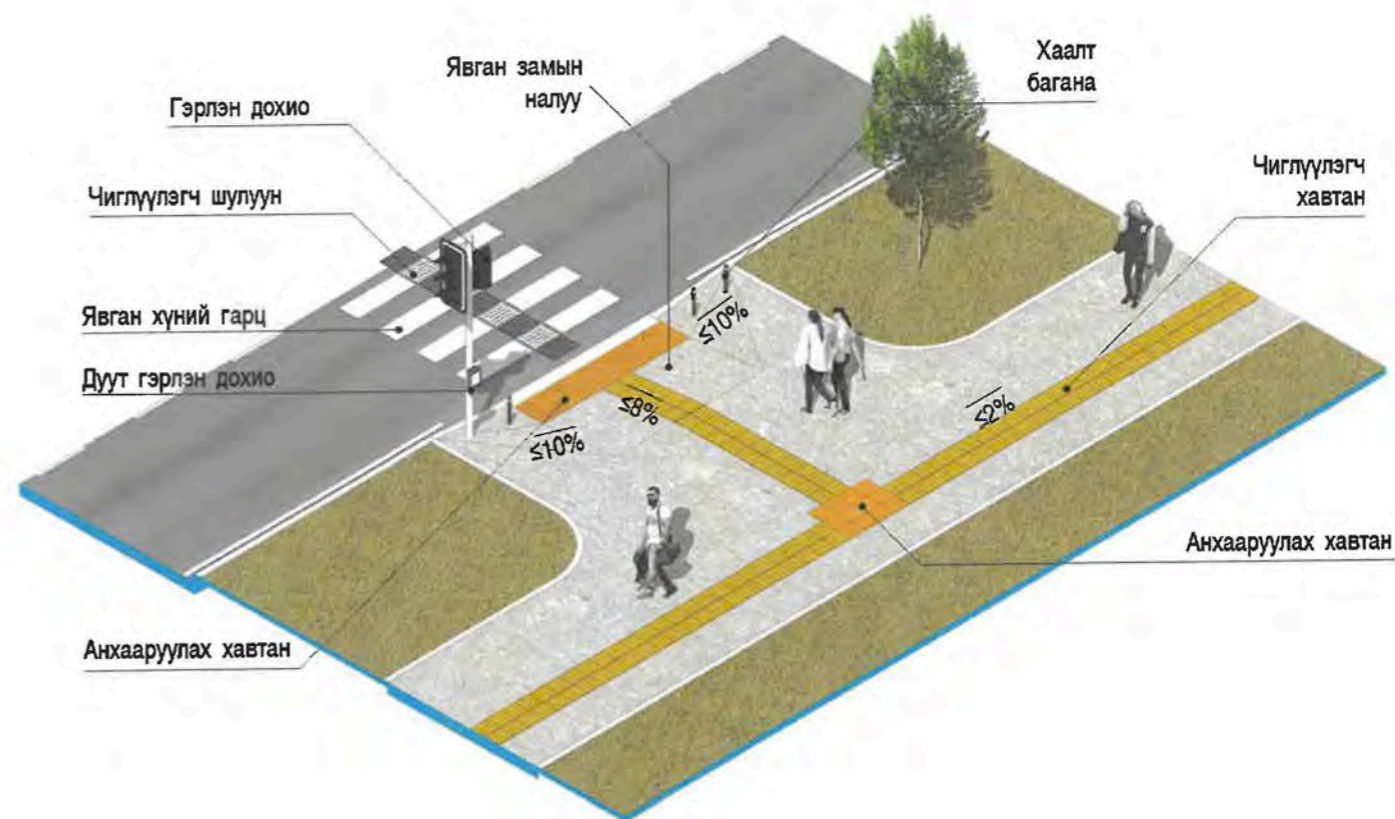 Явган замын
налуу
Хаалт
багана
Гэрлэн дохио
Чиглүүлэгч
хавтан
Чиглүүлэгч шулуун
Явган хүний гарц
Дуут гэрлэн дохио
≤10%
≤8%
≤2%
≤10%
Анхааруулах хавтан
Анхааруулах хавтан